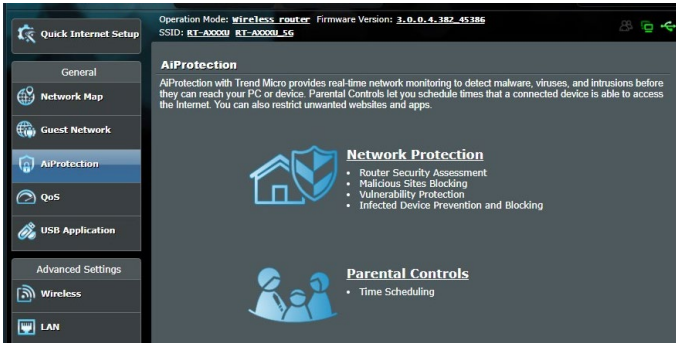 Operation Mode: Wireless router Firmware Version: 3.0.0.4.382_45386
SSID: RT-AXXXU RT-AXXXU_5G
Quick Internet Setup
General
Network Map
Guest Network
AiProtection
QoS
USB Application
Advanced Settings
Wireless
LAN
AiProtection
AiProtection with Trend Micro provides real-time network monitoring to detect malware, viruses, and intrusions before
they can reach your PC or device. Parental Controls let you schedule times that a connected device is able to access
the Internet. You can also restrict unwanted websites and apps.
Network Protection
• Router Security Assessment
• Malicious Sites Blocking
• Vulnerability Protection
• Infected Device Prevention and Blocking
Parental Controls
• Time Scheduling